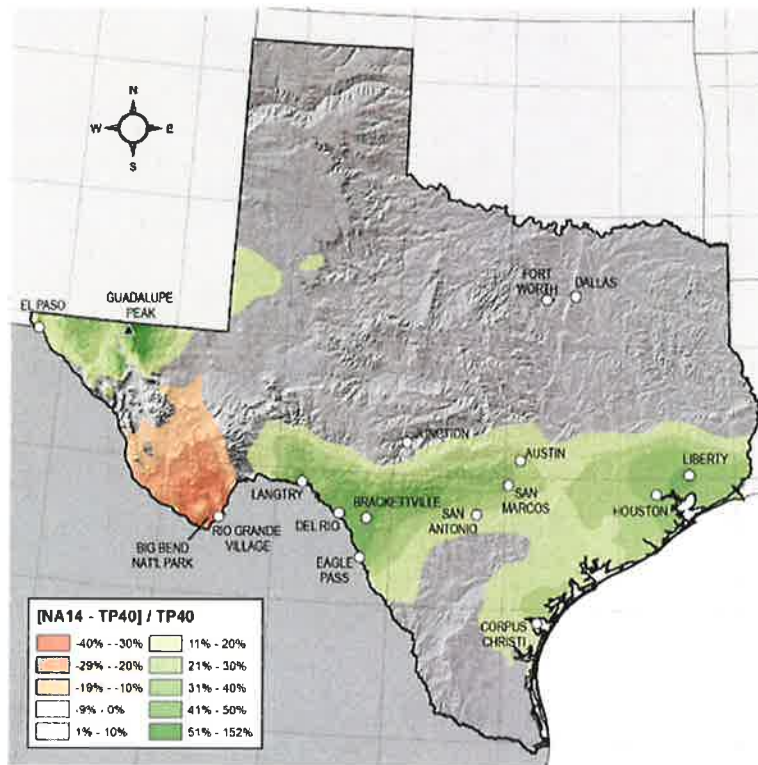 N
W E
S
EL PASO
GUADALUPE
PEAK
FORT
WORTH
DALLAS
JUNCTION
AUSTIN
LIBERTY
LANGTRY
BRACKETTVILLE
SAN
MARCOS
HOUSTON
DEL RIO
SAN
ANTONIO
RIO GRANDE
VILLAGE
BIG BEND
NAT'L PARK
EAGLE
PASS
CORPUS
CHRISTI
[NA14 - TP40] / TP40
-40% - -30% 11% - 20%
-29% - -20% 21% - 30%
-19% - -10% 31% - 40%
-9% - 0% 41% - 50%
1% - 10% 51% - 152%